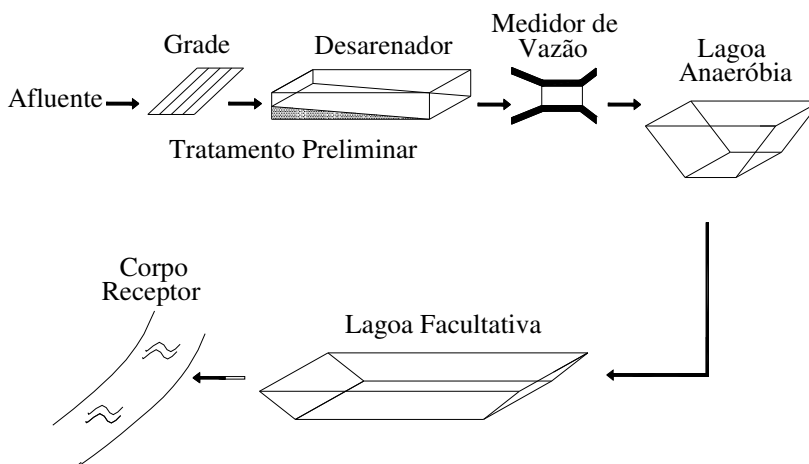 Afluente
Grade
Desarenador
Medidor de
Vazão
Lagoa
Anaeróbia
Tratamento Preliminar
Lagoa Facultativa
Corpo
Receptor